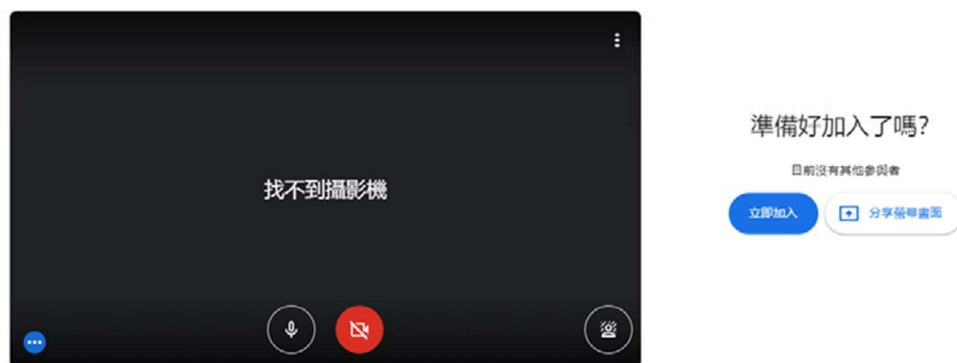 找不到攝影機
準備好加入了嗎?
目前沒有其他參與者
立即加入
分享螢幕畫面